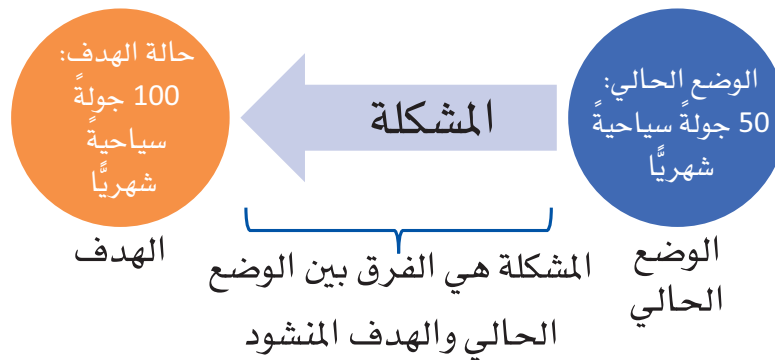 الوضع الحالي:
50 جولةً سياحيةً
شهريًّا
المشكلة
حالة الهدف:
100 جولةً
سياحيةً
شهريًّا
الوضع
الحالي
المشكلة هي الفرق بين الوضع
الحالي والهدف المنشود
الهدف